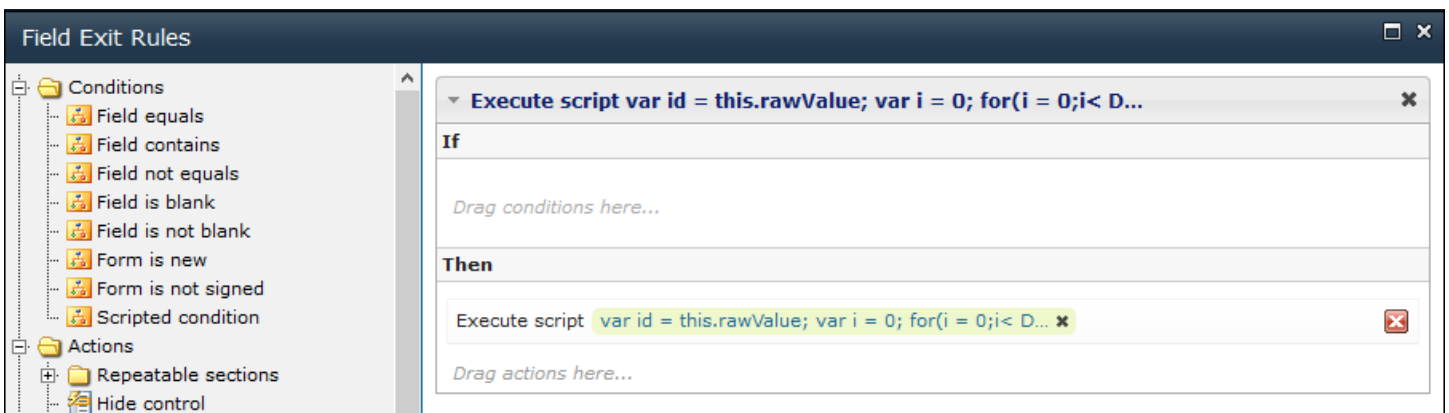 Field Exit Rules
Conditions
Field equals
Field contains
Field not equals
Field is blank
Field is not blank
Form is new
Form is not signed
Scripted condition
Actions
Repeatable sections
Hide control
Execute script var id = this.rawValue; var i = 0; for(i = 0;i< D...
If
Drag conditions here...
Then
Execute script var id = this.rawValue; var i = 0; for(i = 0;i< D...
Drag actions here...